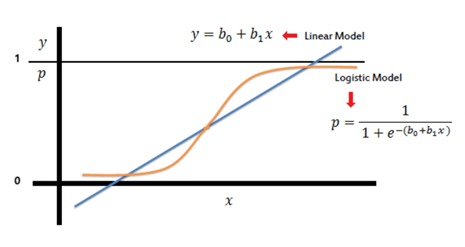 y
y = b₀ + b₁x
Linear Model
1
p
Logistic Model
p = 1 / (1 + e^−(b₀+b₁x))
0
x